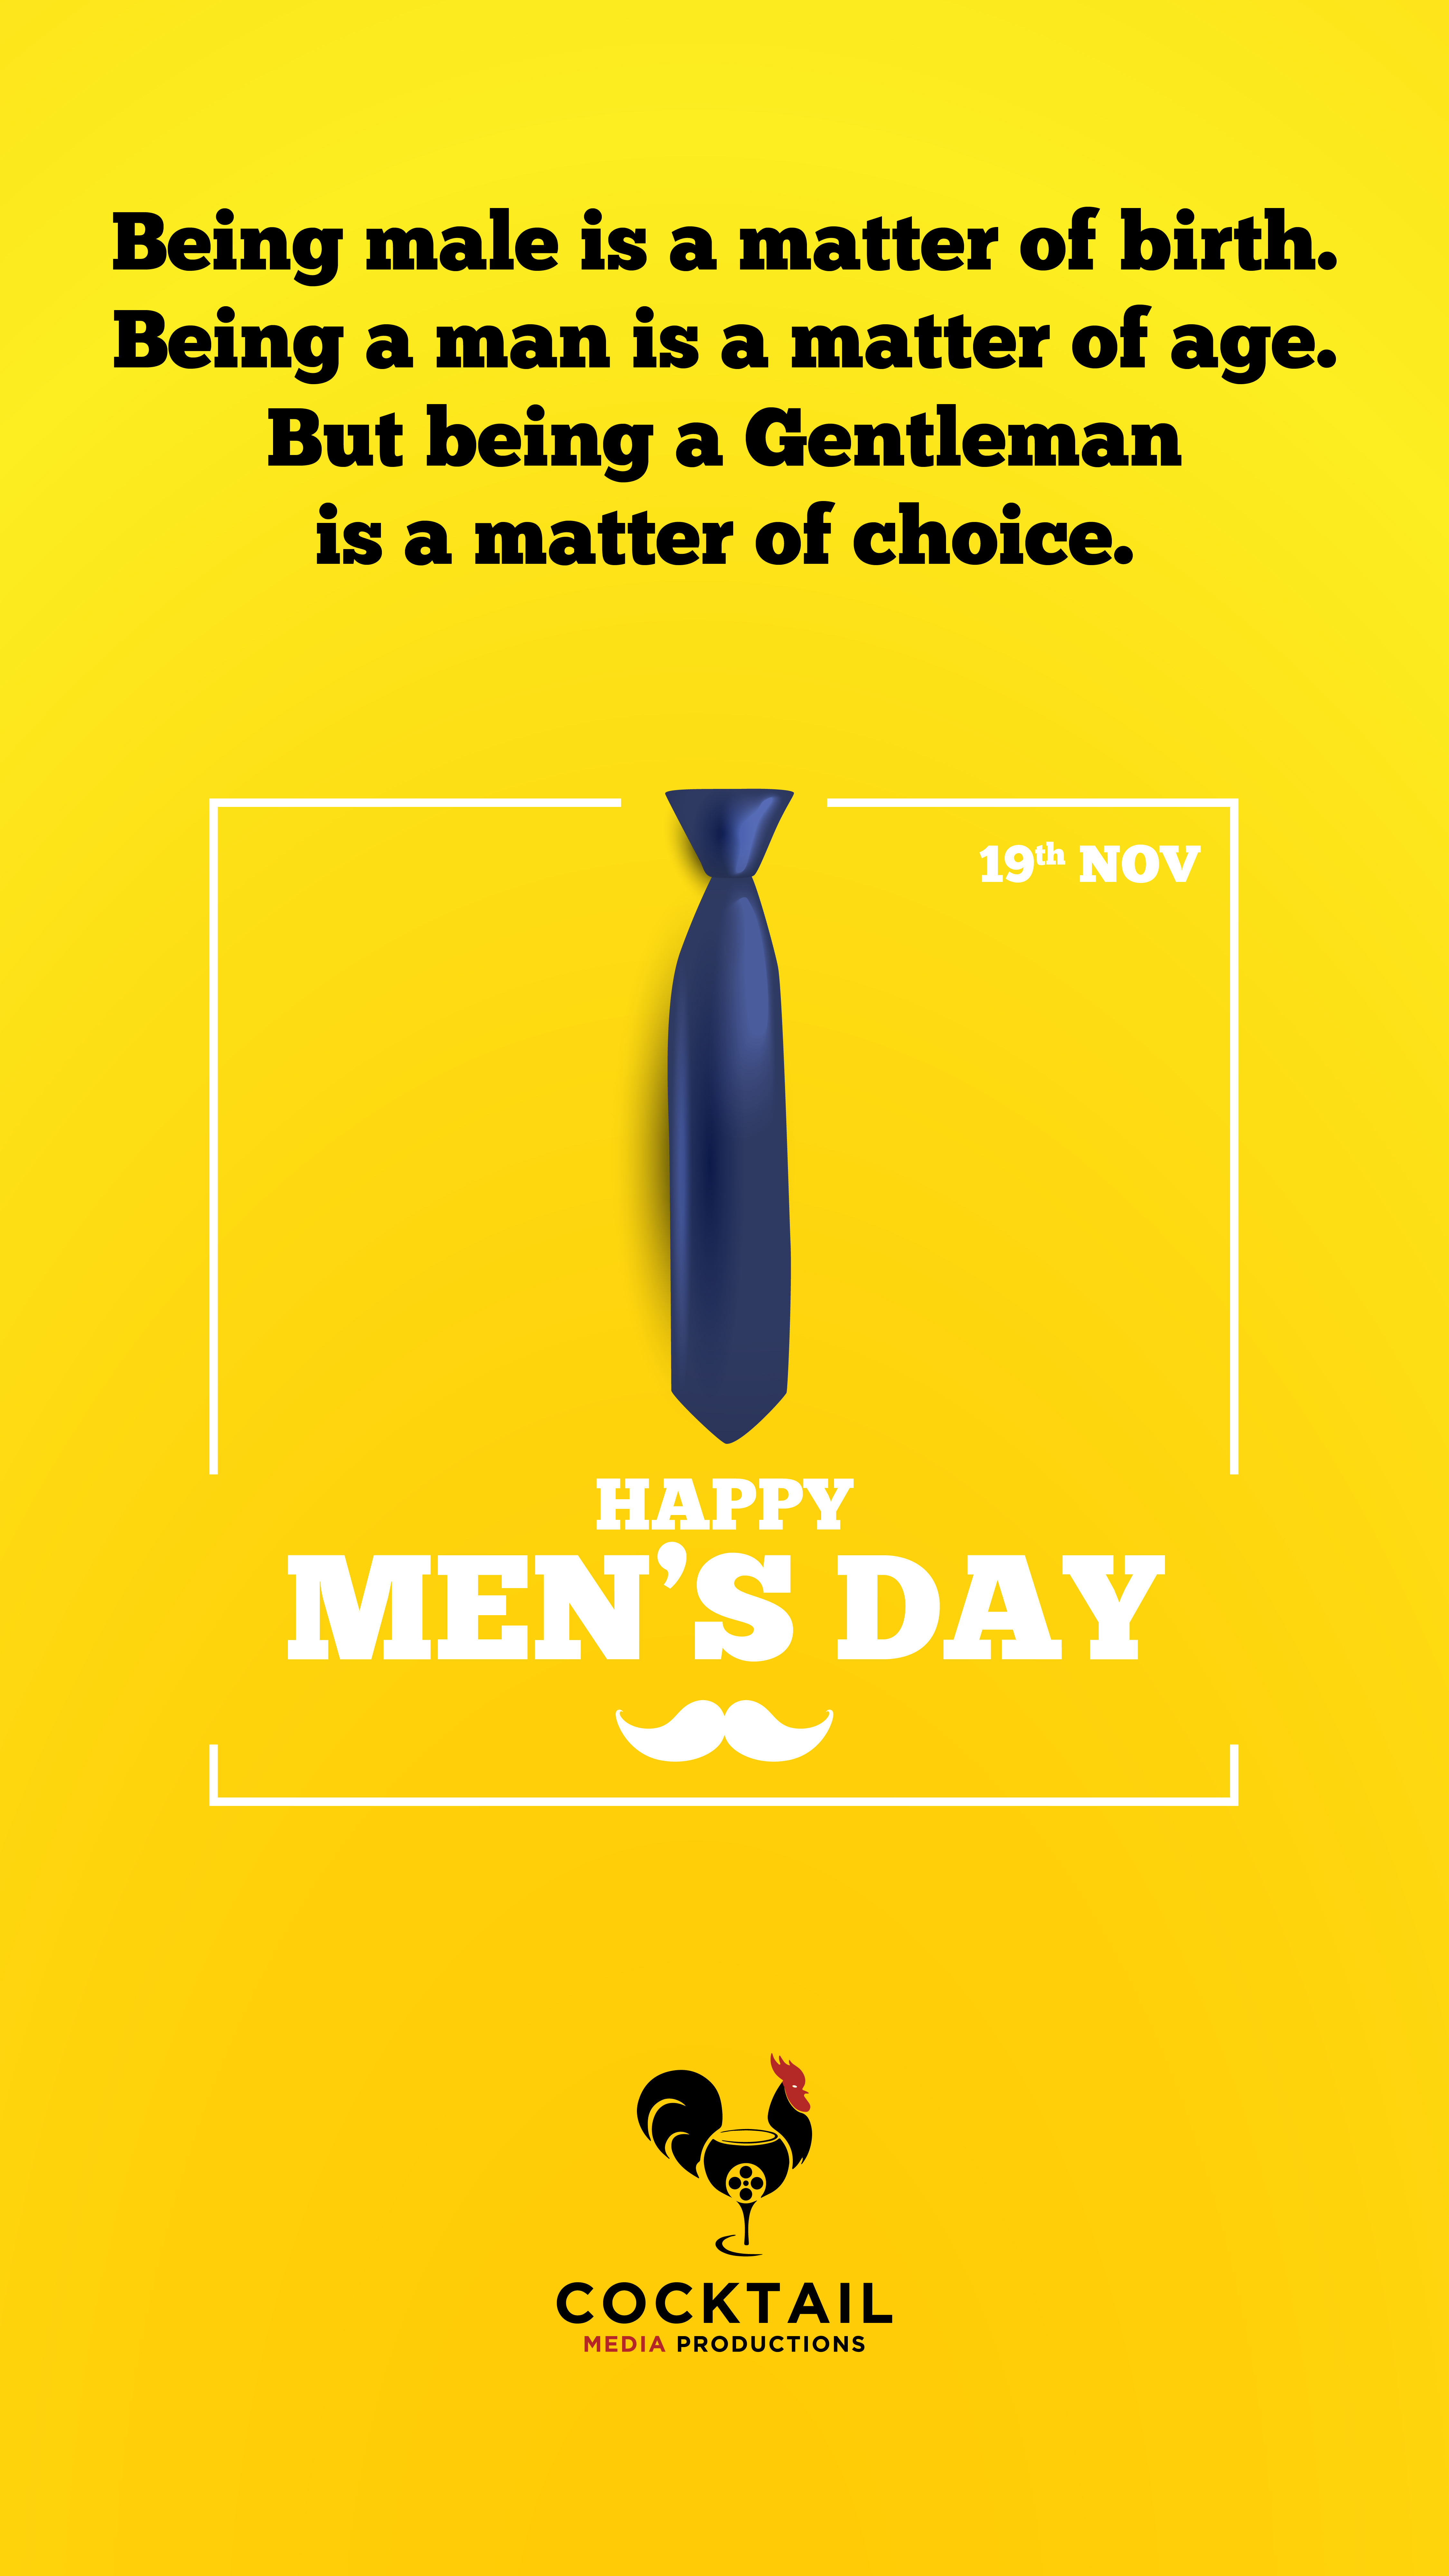 Being male is a matter of birth.
Being a man is a matter of age.
But being a Gentleman
is a matter of choice.
19th NOV
HAPPY
MEN'S DAY
COCKTAIL
MEDIA PRODUCTIONS